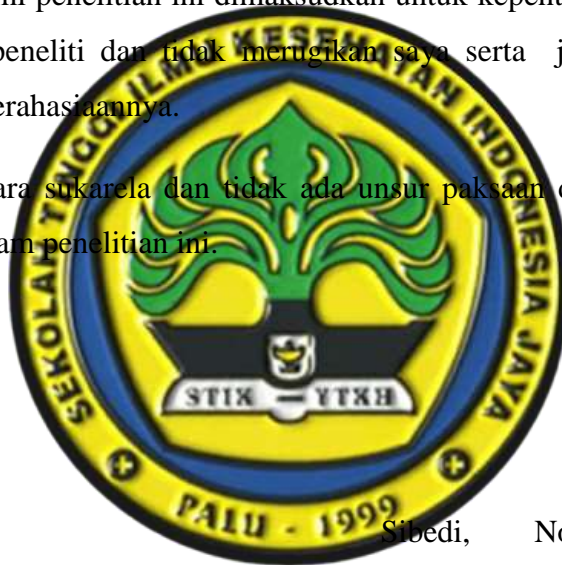 penelitian ini dimaksudkan untuk kepent
peneliti dan tidak merugikan saya serta j
erahasiaannya.
ara sukarela dan tidak ada unsur paksaan
am penelitian ini.
SEKOLAH TINGGI ILMU KESEHATAN INDONESIA JAYA
STIK — YTKH
PALU - 1999
Sibedi, No